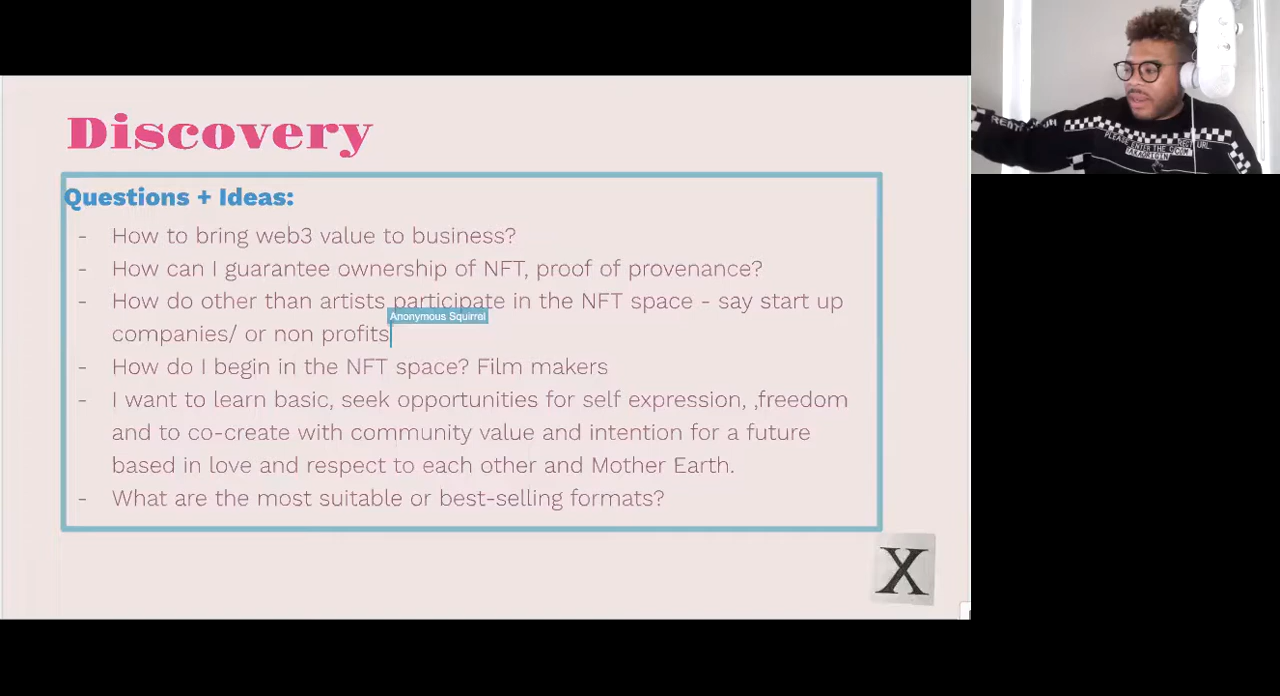 Discovery
Questions + Ideas:
- How to bring web3 value to business?
- How can I guarantee ownership of NFT, proof of provenance?
- How do other than artists participate in the NFT space - say start up
Anonymous Squirrel
companies/ or non profits
- How do I begin in the NFT space? Film makers
- I want to learn basic, seek opportunities for self expression, ,freedom
and to co-create with community value and intention for a future
based in love and respect to each other and Mother Earth.
- What are the most suitable or best-selling formats?
X
PLEASE ENTER THE